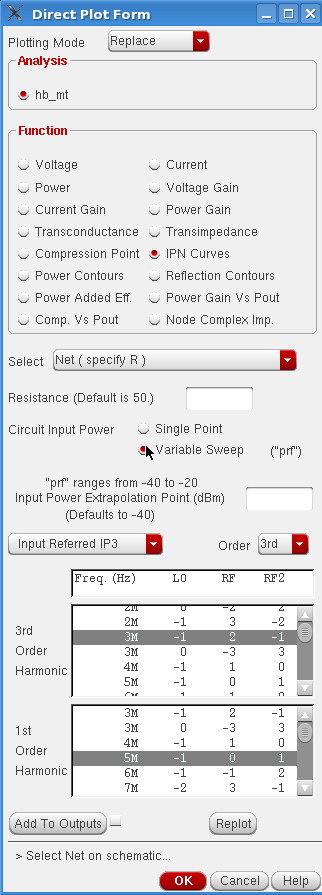 Direct Plot Form
Plotting Mode Replace
Analysis
hb_mt
Function
Voltage Current
Power Voltage Gain
Current Gain Power Gain
Transconductance Transimpedance
Compression Point IPN Curves
Power Contours Reflection Contours
Power Added Eff. Power Gain Vs Pout
Comp. Vs Pout Node Complex Imp.
Select Net ( specify R )
Resistance (Default is 50.)
Circuit Input Power Single Point
Variable Sweep ("prf")
"prf" ranges from -40 to -20
Input Power Extrapolation Point (dBm)
(Defaults to -40)
Input Referred IP3 Order 3rd
Freq. (Hz) LO RF RF2
3rd
Order
Harmonic
2M 0 -2 2
2M -1 3 -2
3M -1 2 -1
3M 0 -3 3
4M -1 1 0
5M -1 0 1
1st
Order
Harmonic
3M -1 2 -1
3M 0 -3 3
4M -1 1 0
5M -1 0 1
6M -1 -1 2
7M -2 3 -1
Add To Outputs Replot
> Select Net on schematic...
OK Cancel Help